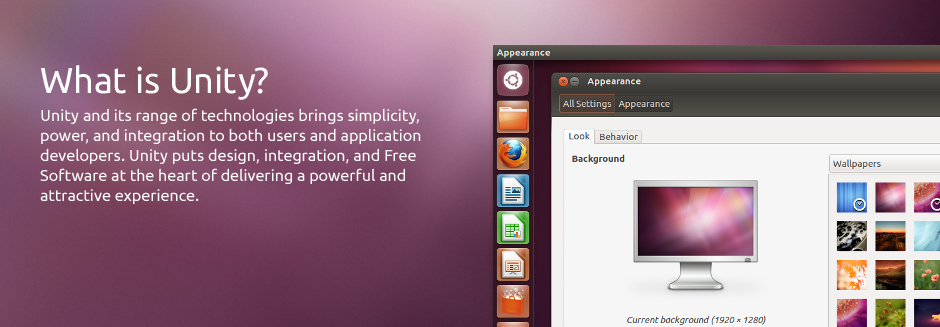 What is Unity?
Unity and its range of technologies brings simplicity,
power, and integration to both users and application
developers. Unity puts design, integration, and Free
Software at the heart of delivering a powerful and
attractive experience.
Appearance
Appearance
All Settings Appearance
Look Behavior
Background
Wallpapers
Current background (1920 × 1280)